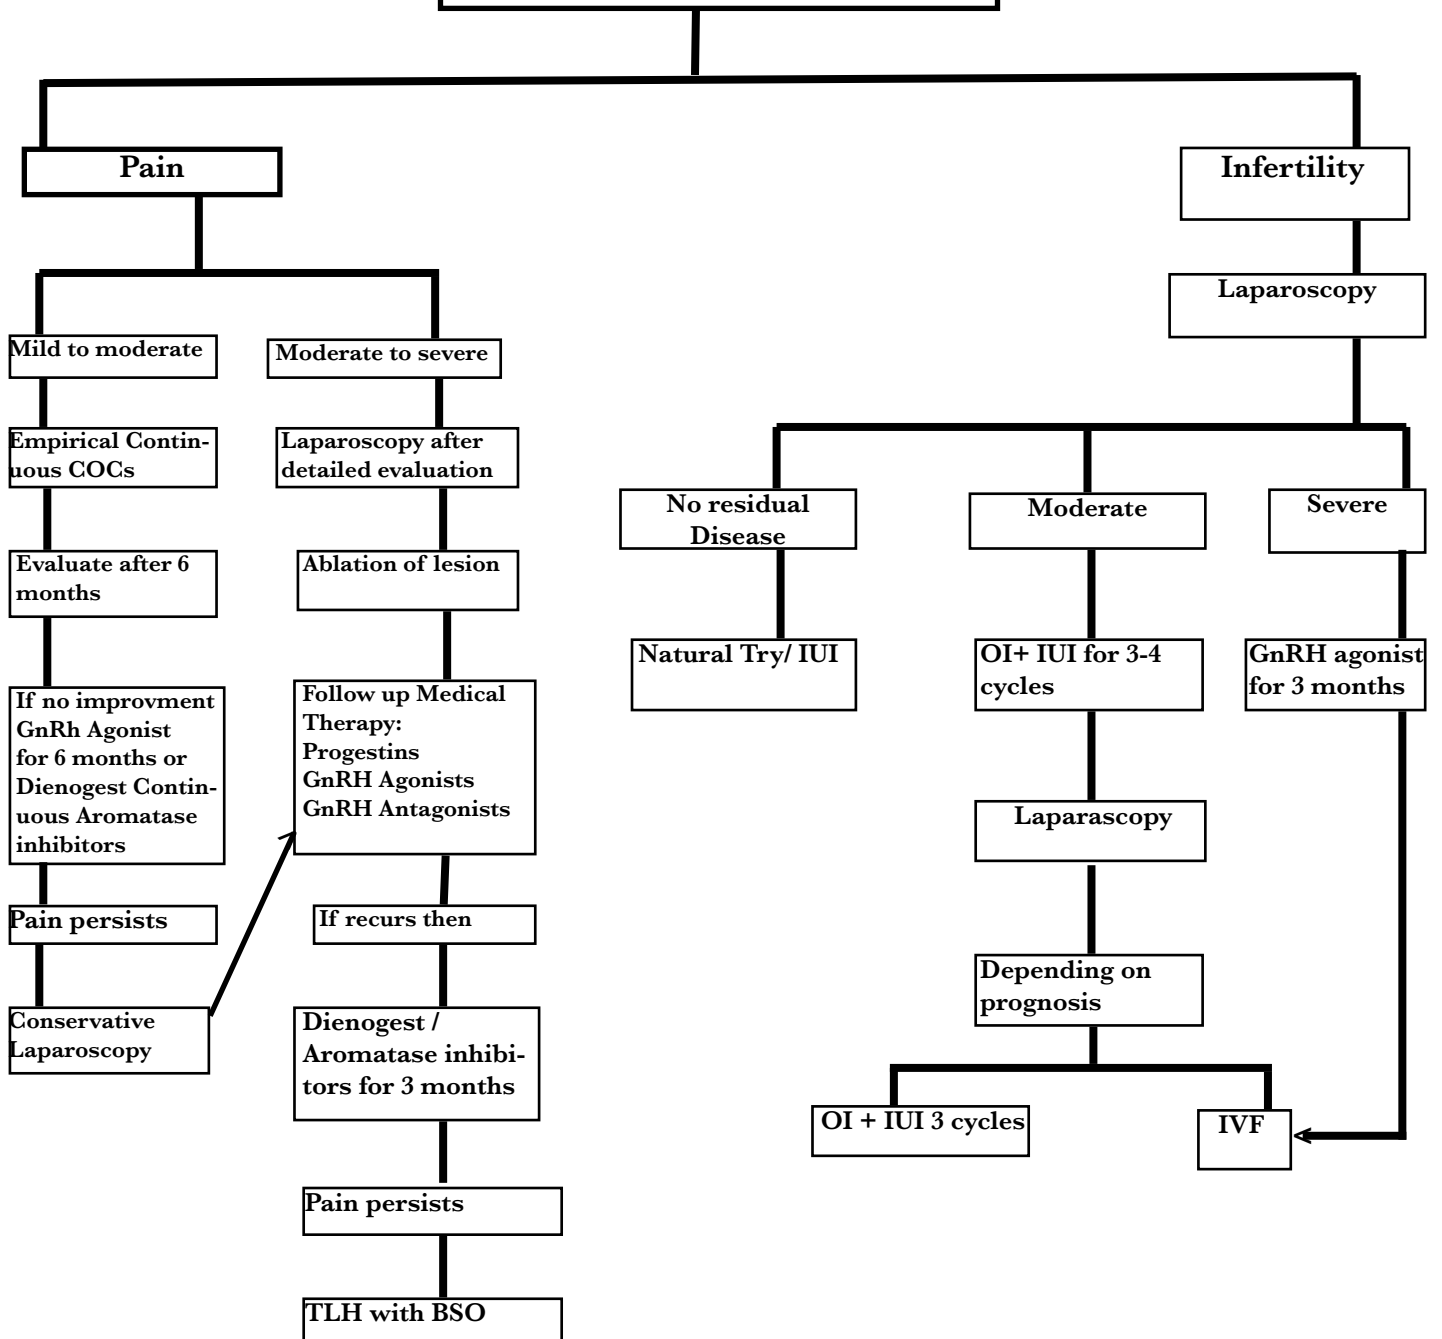 Pain
Infertility
Laparoscopy
Mild to moderate
Moderate to severe
Empirical Contin-
uous COCs
Laparoscopy after
detailed evaluation
No residual
Disease
Moderate
Severe
Evaluate after 6
months
Ablation of lesion
Natural Try/ IUI
OI+ IUI for 3-4
cycles
GnRH agonist
for 3 months
If no improvment
GnRh Agonist
for 6 months or
Dienogest Contin-
uous Aromatase
inhibitors
Follow up Medical
Therapy:
Progestins
GnRH Agonists
GnRH Antagonists
Laparascopy
Pain persists
If recurs then
Depending on
prognosis
Conservative
Laparoscopy
Dienogest /
Aromatase inhibi-
tors for 3 months
OI + IUI 3 cycles
IVF
Pain persists
TLH with BSO